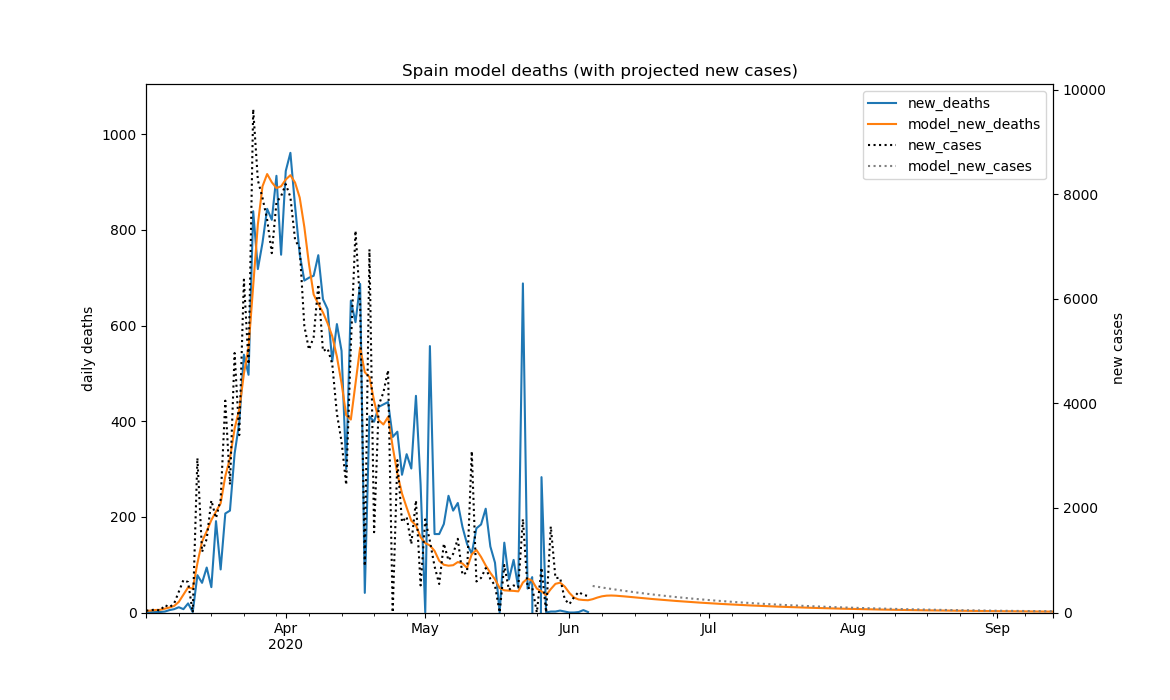 Spain model deaths (with projected new cases)
new_deaths
model_new_deaths
new_cases
model_new_cases
1000
800
600
400
200
0
daily deaths
10000
8000
6000
4000
2000
0
new cases
Apr
2020
May
Jun
Jul
Aug
Sep